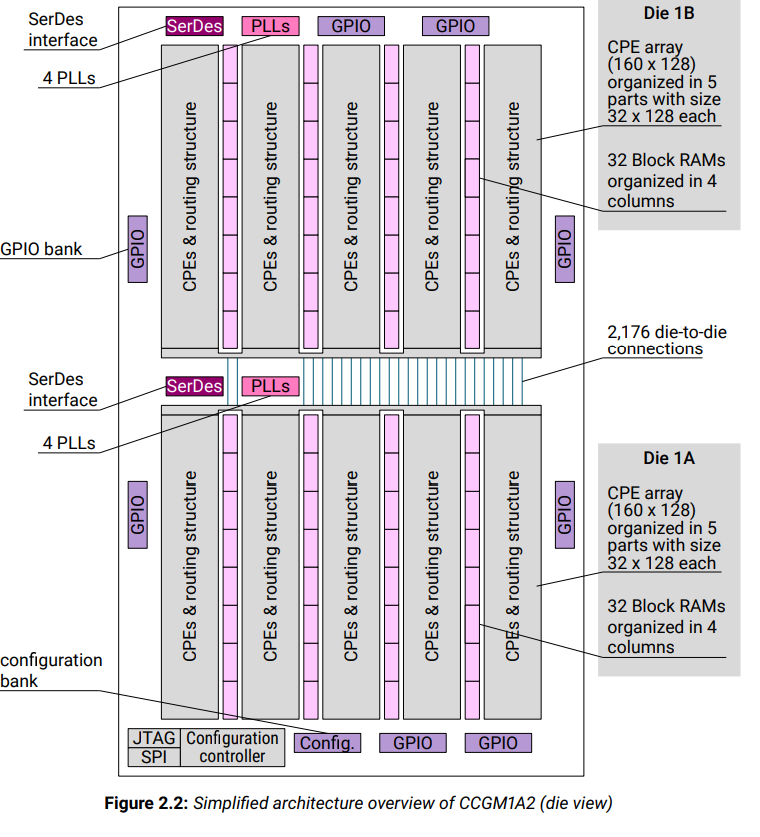 SerDes
interface
SerDes
PLLs
GPIO
GPIO
4 PLLs
CPEs & routing structure
CPEs & routing structure
CPEs & routing structure
CPEs & routing structure
CPEs & routing structure
Die 1B
CPE array
(160 x 128)
organized in 5
parts with size
32 x 128 each
32 Block RAMs
organized in 4
columns
GPIO bank
GPIO
GPIO
2,176 die-to-die
connections
SerDes
interface
SerDes
PLLs
4 PLLs
CPEs & routing structure
CPEs & routing structure
CPEs & routing structure
CPEs & routing structure
CPEs & routing structure
Die 1A
CPE array
(160 x 128)
organized in 5
parts with size
32 x 128 each
32 Block RAMs
organized in 4
columns
GPIO
GPIO
configuration
bank
JTAG
SPI
Configuration
controller
Config.
GPIO
GPIO
Figure 2.2: Simplified architecture overview of CCGM1A2 (die view)